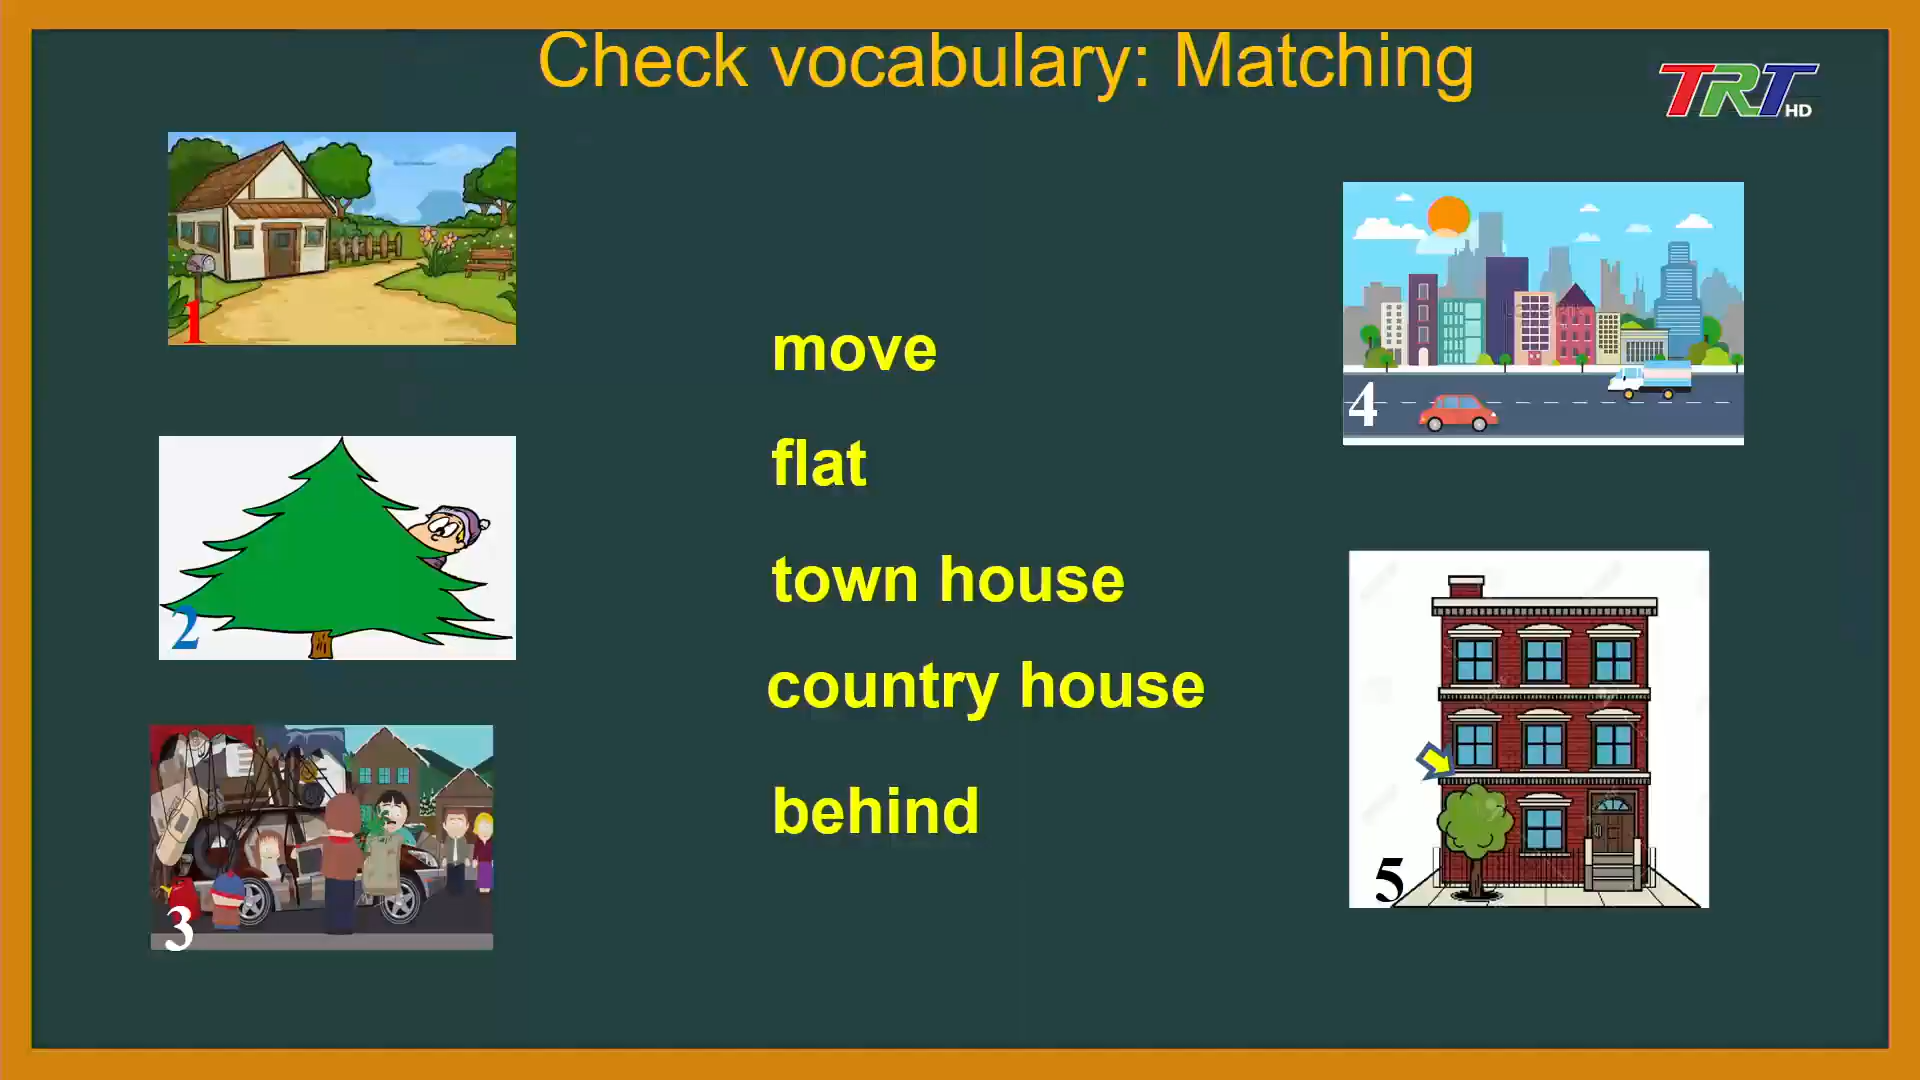 Check vocabulary: Matching
TRT HD
1
2
3
move
flat
town house
country house
behind
4
5